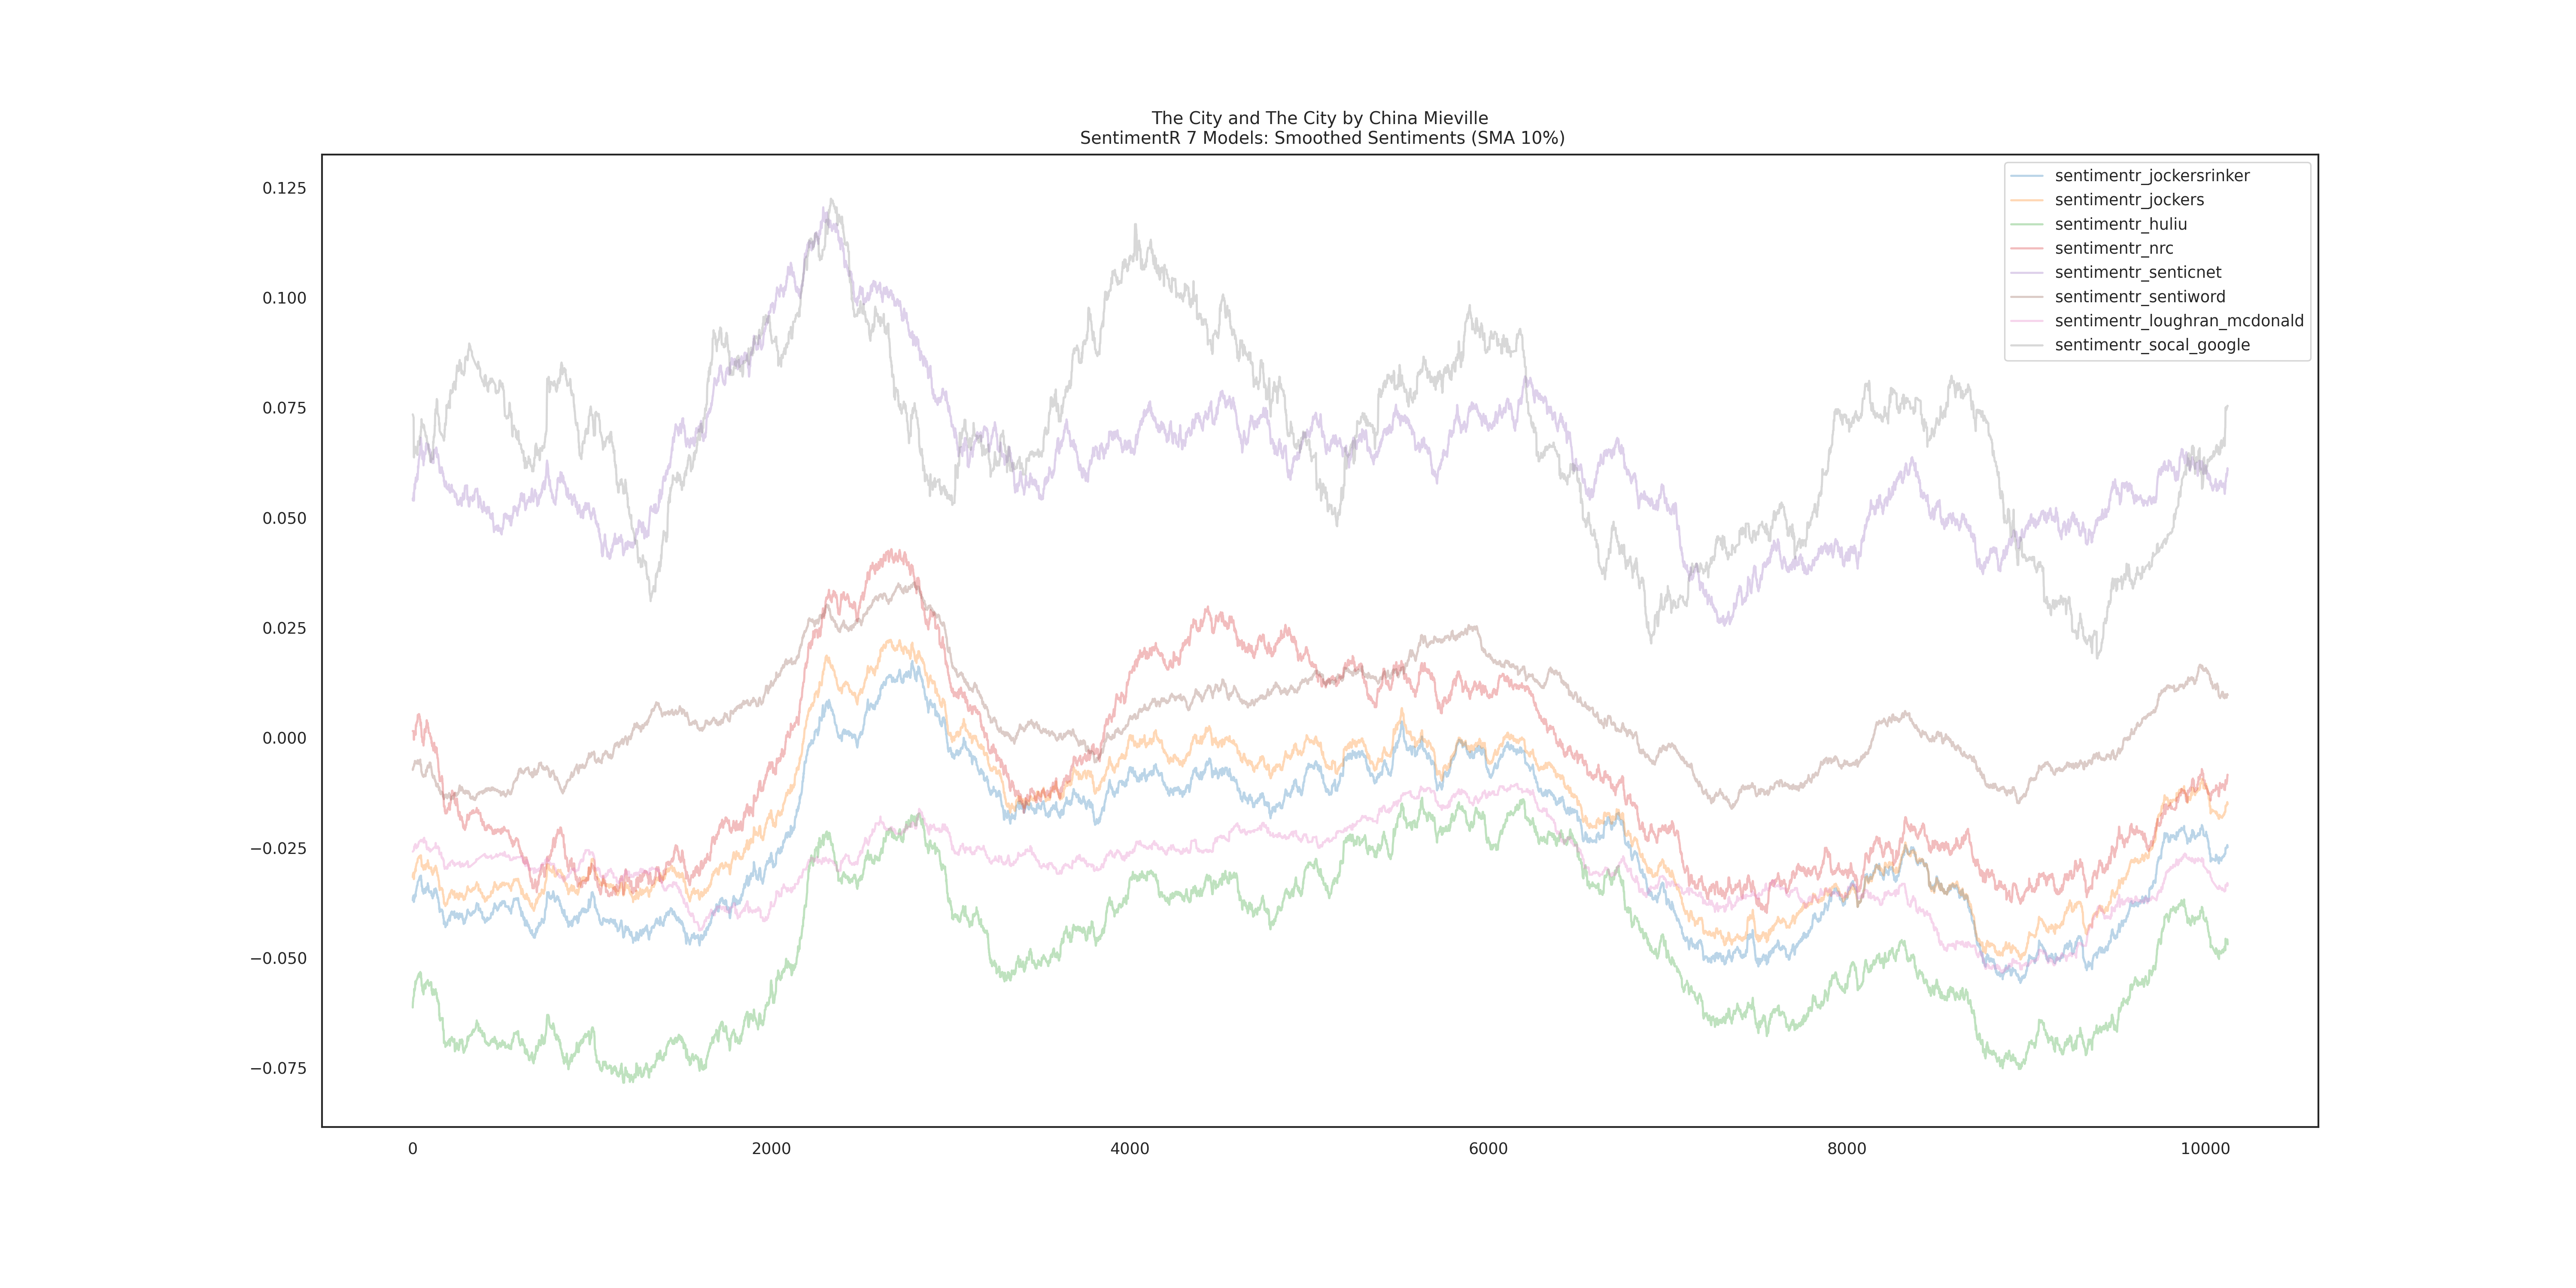 The City and The City by China Mieville
SentimentR 7 Models: Smoothed Sentiments (SMA 10%)
sentimentr_jockersrinker
sentimentr_jockers
sentimentr_huliu
sentimentr_nrc
sentimentr_senticnet
sentimentr_sentiword
sentimentr_loughran_mcdonald
sentimentr_socal_google
0.125
0.100
0.075
0.050
0.025
0.000
−0.025
−0.050
−0.075
0 2000 4000 6000 8000 10000